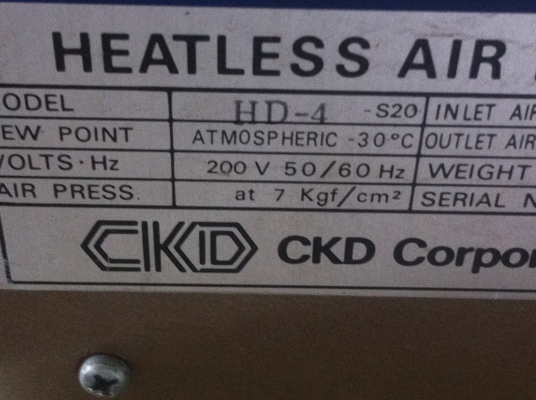 HEATLESS AIR
ODEL HD-4 -S20 INLET AIR
EW POINT ATMOSPHERIC -30°C OUTLET AIR
VOLTS·Hz 200 V 50/60 Hz WEIGHT
AIR PRESS. at 7 Kgf/cm² SERIAL N
CKD CKD Corpor